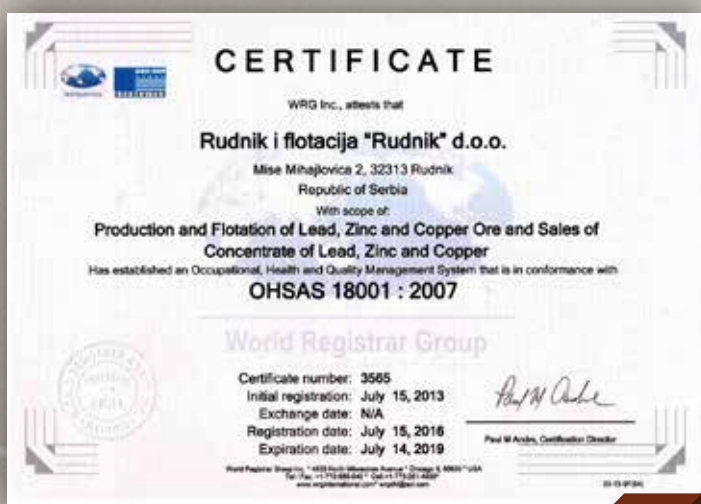 CERTIFICATE
WRG Inc., attests that
Rudnik i flotacija "Rudnik" d.o.o.
Mise Mihajlovica 2, 32313 Rudnik
Republic of Serbia
With scope of:
Production and Flotation of Lead, Zinc and Copper Ore and Sales of
Concentrate of Lead, Zinc and Copper
Has established an Occupational, Health and Quality Management System that is in conformance with
OHSAS 18001 : 2007
World Registrar Group
Certificate number: 3565
Initial registration: July 15, 2013
Exchange date: N/A
Registration date: July 15, 2016
Expiration date: July 14, 2019
Paul M Andre, Certification Director